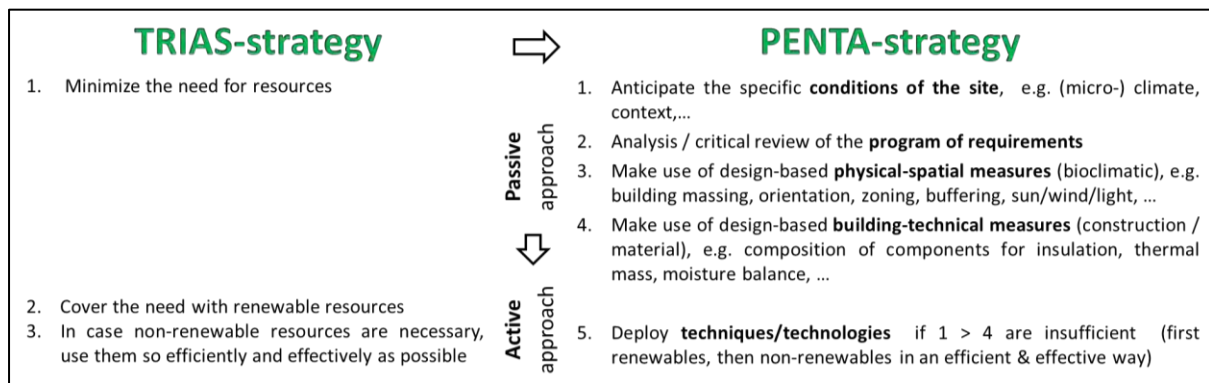 TRIAS-strategy
1. Minimize the need for resources
2. Cover the need with renewable resources
3. In case non-renewable resources are necessary,
use them so efficiently and effectively as possible
Passive
approach
Active
approach
PENTA-strategy
1. Anticipate the specific conditions of the site, e.g. (micro-) climate,
context,...
2. Analysis / critical review of the program of requirements
3. Make use of design-based physical-spatial measures (bioclimatic), e.g.
building massing, orientation, zoning, buffering, sun/wind/light, ...
4. Make use of design-based building-technical measures (construction /
material), e.g. composition of components for insulation, thermal
mass, moisture balance, ...
5. Deploy techniques/technologies if 1 > 4 are insufficient (first
renewables, then non-renewables in an efficient & effective way)